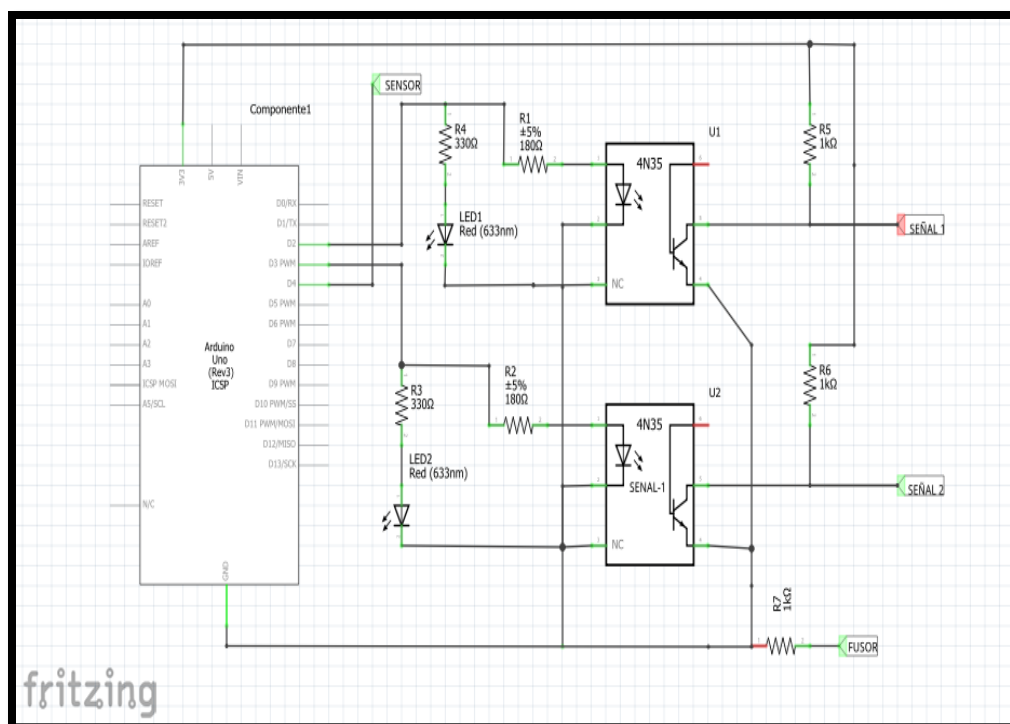 SENSOR
Componente1
3V3
5V
VIN
RESET
RESET2
AREF
IOREF
A0
A1
A2
A3
ICSP MOSI
A5/SCL
N/C
D0/RX
D1/TX
D2
D3 PWM
D4
D5 PWM
D6 PWM
D7
D8
D9 PWM
D10 PWM/SS
D11 PWM/MOSI
D12/MISO
D13/SCK
Arduino
Uno
(Rev3)
ICSP
GND
R4
330Ω
R1
±5%
180Ω
LED1
Red (633nm)
U1
4N35
NC
R5
1kΩ
SEÑAL 1
R3
330Ω
R2
±5%
180Ω
LED2
Red (633nm)
U2
4N35
SENAL-1
NC
R6
1kΩ
SEÑAL 2
R7
1kΩ
FUSOR
fritzing